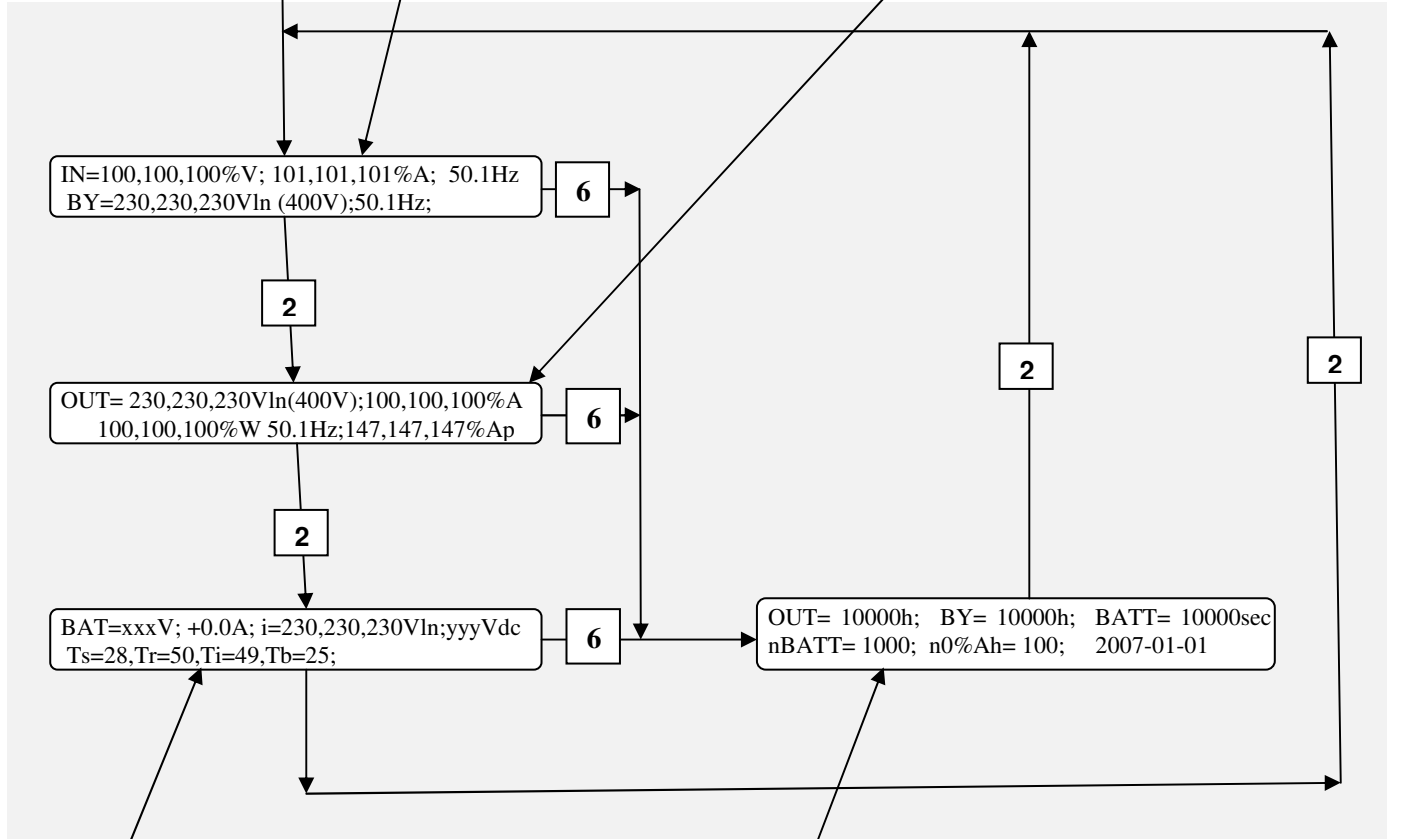 IN=100,100,100%V; 101,101,101%A; 50.1Hz
BY=230,230,230Vln (400V);50.1Hz;
6
2
OUT= 230,230,230Vln(400V);100,100,100%A
100,100,100%W 50.1Hz;147,147,147%Ap
6
2
2
2
BAT=xxxV; +0.0A; i=230,230,230Vln;yyyVdc
Ts=28,Tr=50,Ti=49,Tb=25;
6
OUT= 10000h; BY= 10000h; BATT= 10000sec
nBATT= 1000; n0%Ah= 100; 2007-01-01